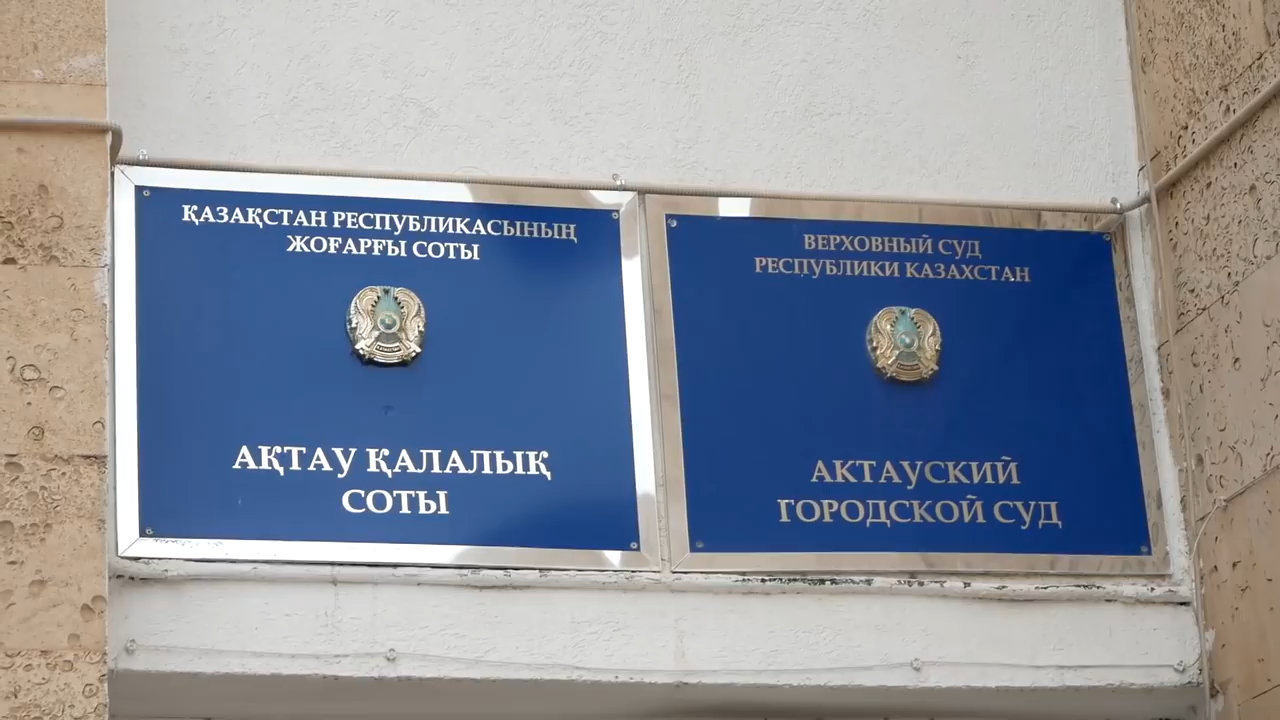 ҚАЗАҚСТАН РЕСПУБЛИКАСЫНЫҢ
ЖОҒАРҒЫ СОТЫ
АҚТАУ ҚАЛАЛЫҚ
СОТЫ
ВЕРХОВНЫЙ СУД
РЕСПУБЛИКИ КАЗАХСТАН
АКТАУСКИЙ
ГОРОДСКОЙ СУД